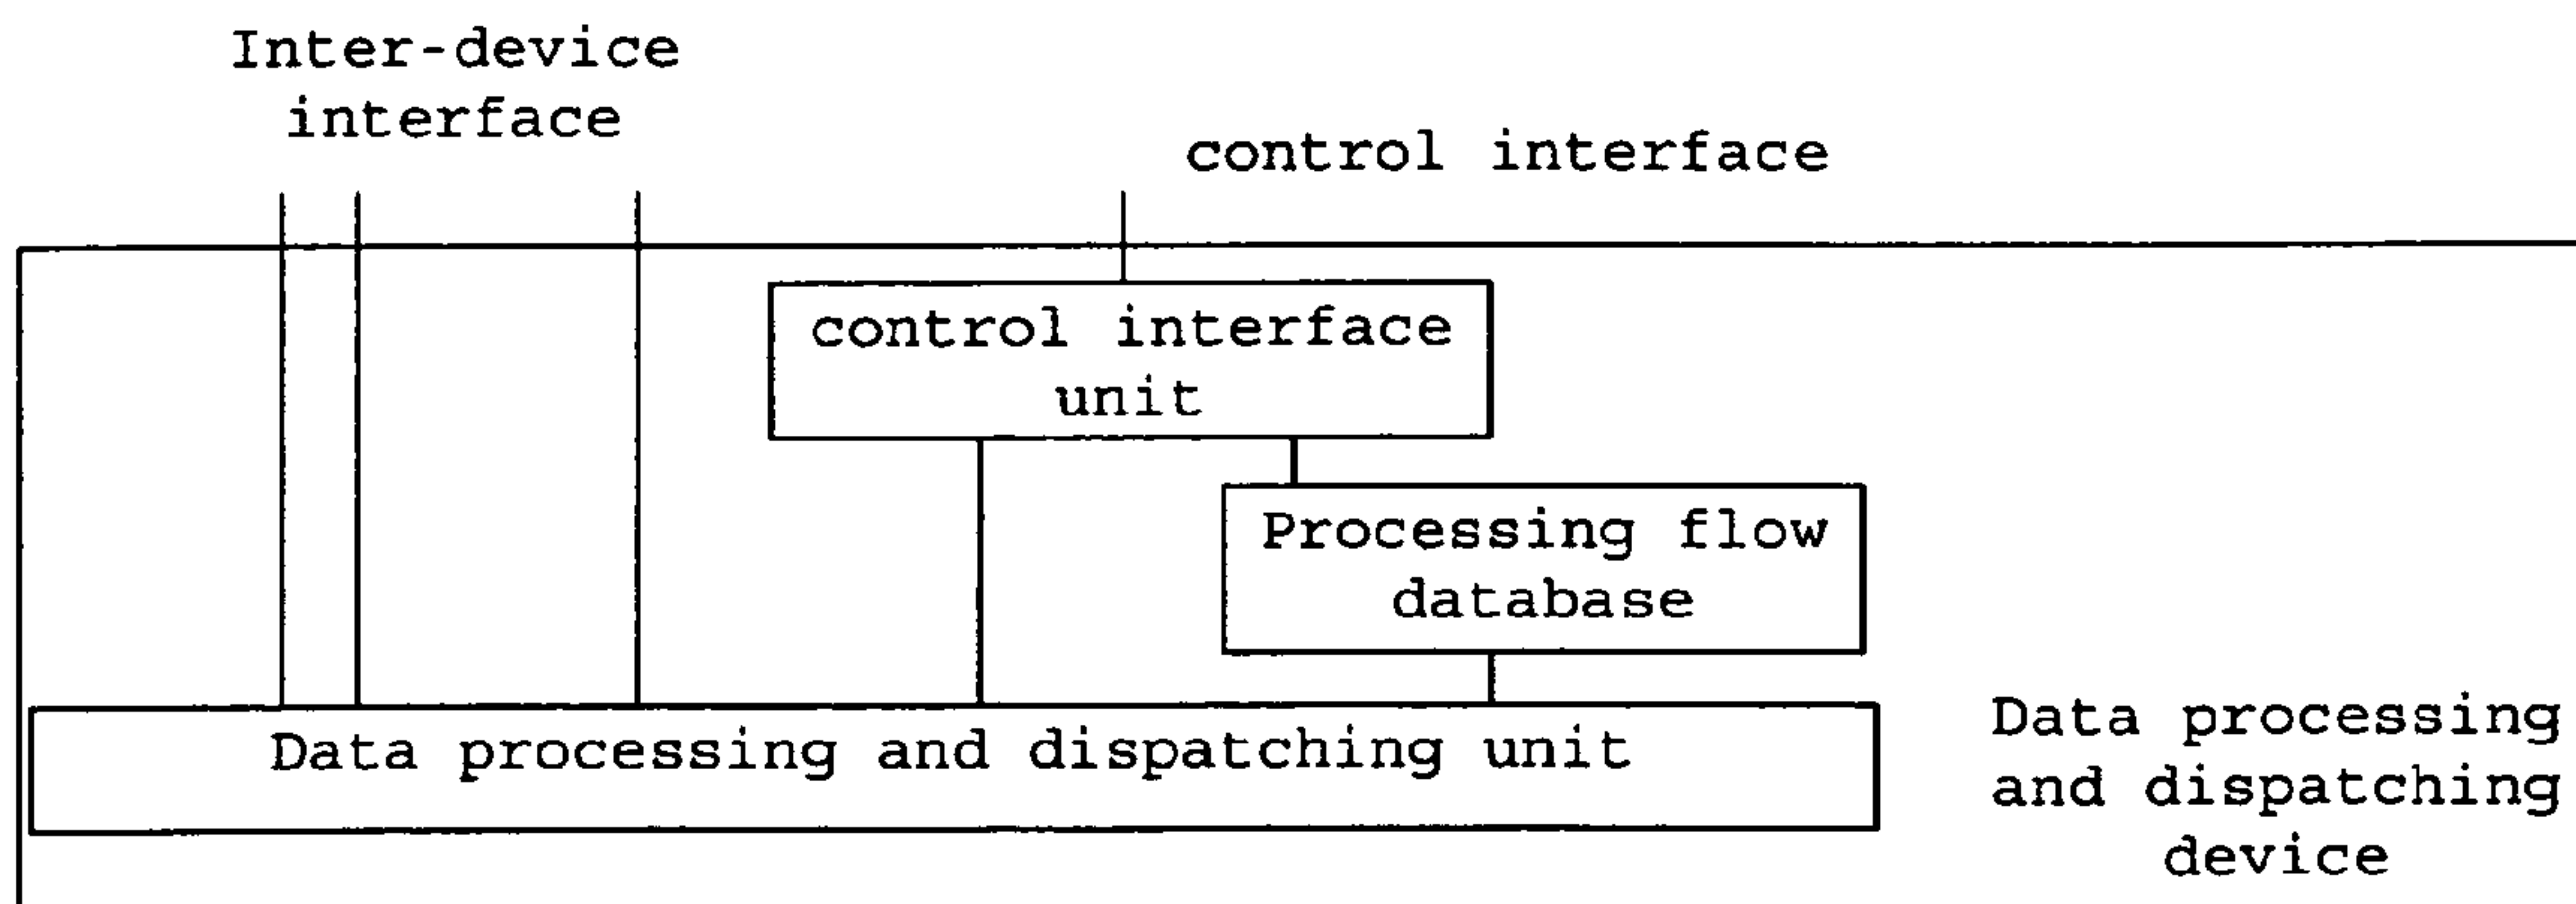 Inter-device
interface
control interface
control interface
unit
Processing flow
database
Data processing and dispatching unit
Data processing
and dispatching
device